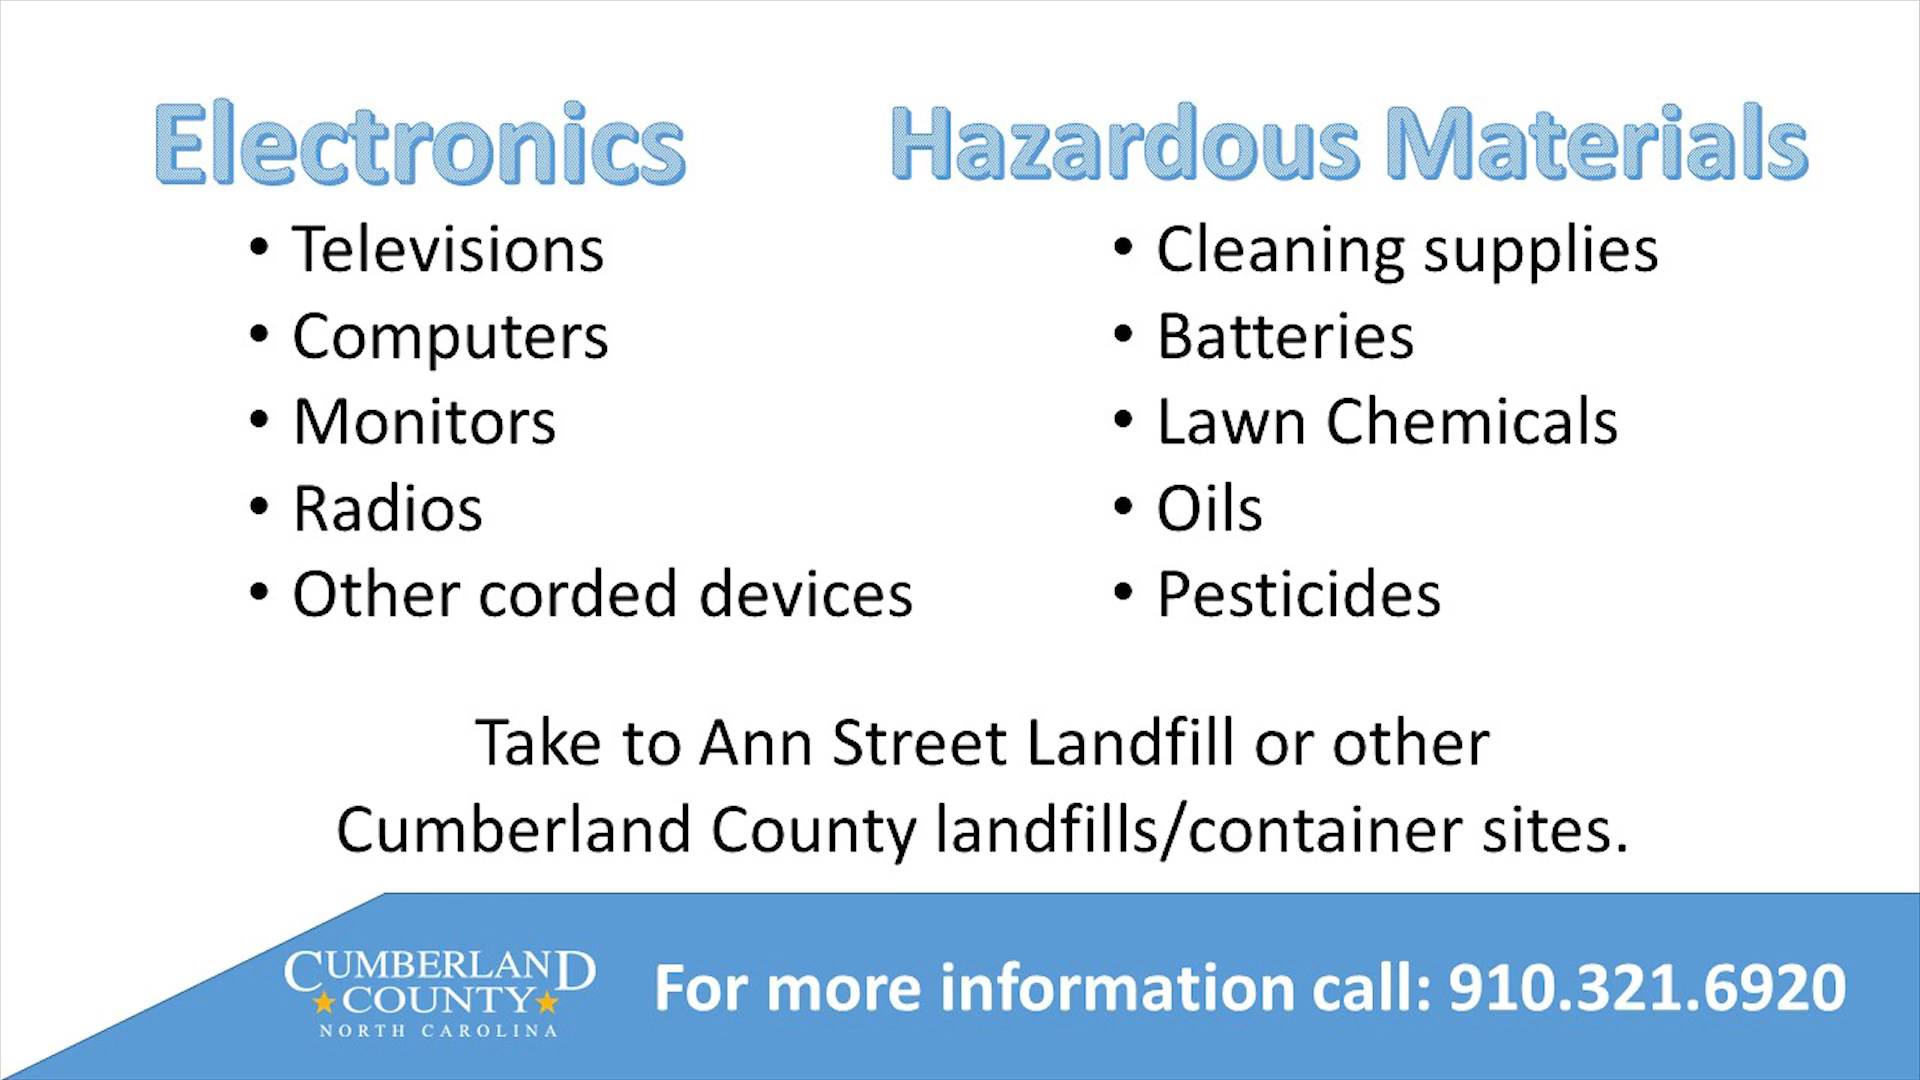 Electronics
• Televisions
• Computers
• Monitors
• Radios
• Other corded devices
Hazardous Materials
• Cleaning supplies
• Batteries
• Lawn Chemicals
• Oils
• Pesticides
Take to Ann Street Landfill or other
Cumberland County landfills/container sites.
CUMBERLAND
COUNTY
NORTH CAROLINA
For more information call: 910.321.6920